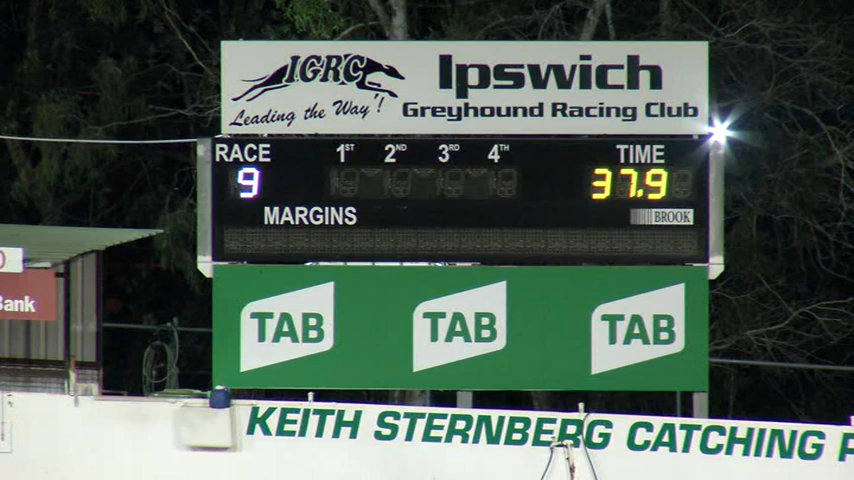 IGRC
Leading the Way'!
Ipswich
Greyhound Racing Club
RACE 1ST 2ND 3RD 4TH TIME
9 37.9
MARGINS
BROOK
TAB TAB TAB
Bank
KEITH STERNBERG CATCHING